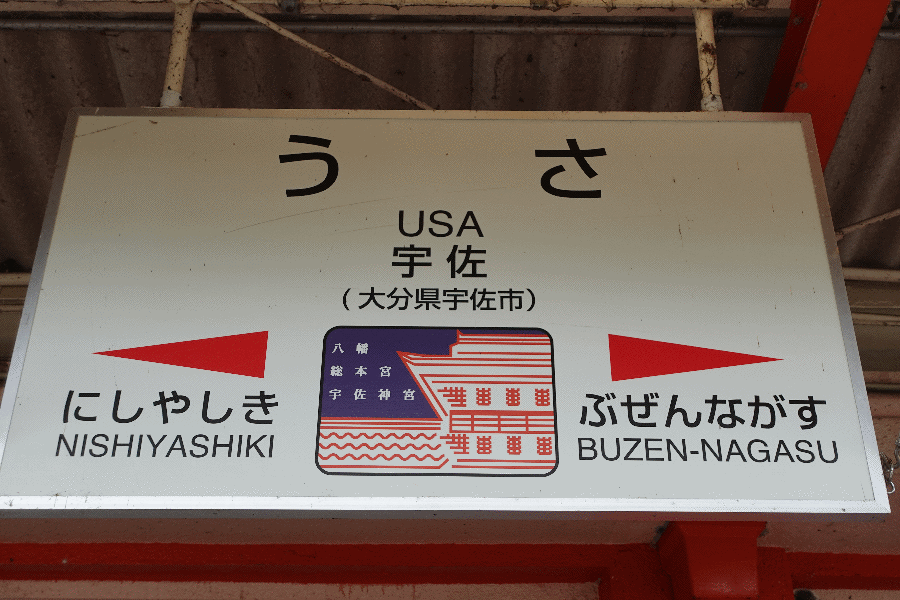 うさ
USA
宇佐
(大分県宇佐市)
八幡
総本宮
宇佐神宮
にしやしき
NISHIYASHIKI
ぶぜんながす
BUZEN-NAGASU